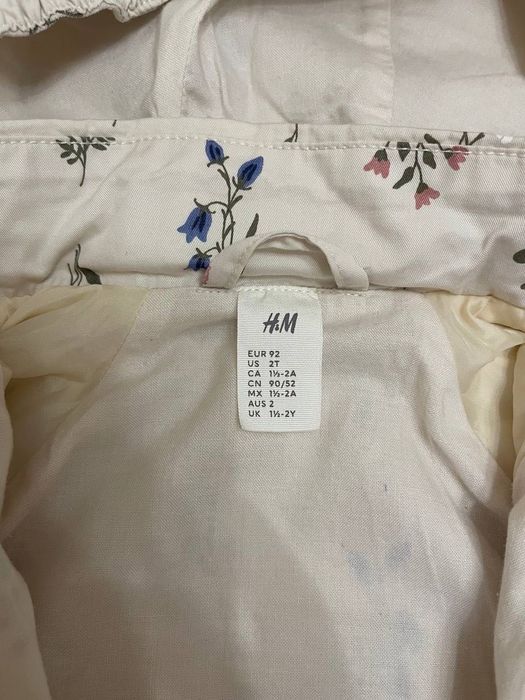 H&M
EUR 92
US 2T
CA 1½-2A
CN 90/52
MX 1½-2A
AUS 2
UK 1½-2Y